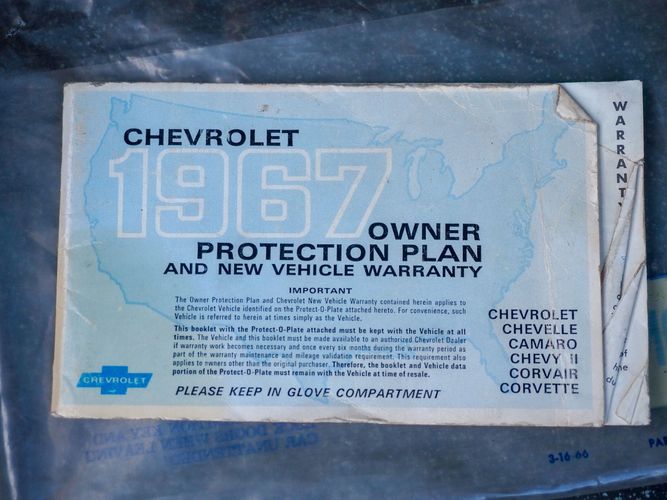 CHEVROLET
1967
OWNER
PROTECTION PLAN
AND NEW VEHICLE WARRANTY
IMPORTANT
The Owner Protection Plan and Chevrolet New Vehicle Warranty contained herein applies to
the Chevrolet Vehicle identified on the Protect-O-Plate attached hereto. For convenience, such
Vehicle is referred to herein at times simply as the Vehicle.
This booklet with the Protect-O-Plate attached must be kept with the Vehicle at all
times. The Vehicle and this booklet must be made available to an authorized Chevrolet Dealer
if warranty work becomes necessary and once every six months during the warranty period as
part of the warranty maintenance and mileage validation requirement. This requirement also
applies to owners other than the original purchaser. Therefore, the booklet and Vehicle data
portion of the Protect-O-Plate must remain with the Vehicle at time of resale.
PLEASE KEEP IN GLOVE COMPARTMENT
CHEVROLET
CHEVROLET
CHEVELLE
CAMARO
CHEVY II
CORVAIR
CORVETTE
WARRANTY
of
3-16-66